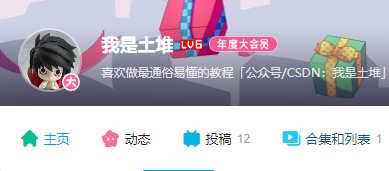 我是土堆 LV6 年度大会员
喜欢做最通俗易懂的教程「公众号/CSDN：我是土堆」
大
主页 动态 投稿 12 合集和列表 1